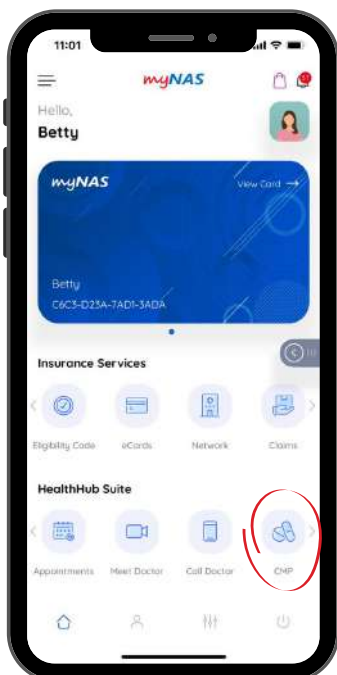 11:01
myNAS
Hello,
Betty
myNAS
View Card →
Betty
C6C3-D23A-7AD1-3ADA
Insurance Services
Eligibility Code eCards Network Claims
HealthHub Suite
Appointments Meet Doctor Call Doctor CMP